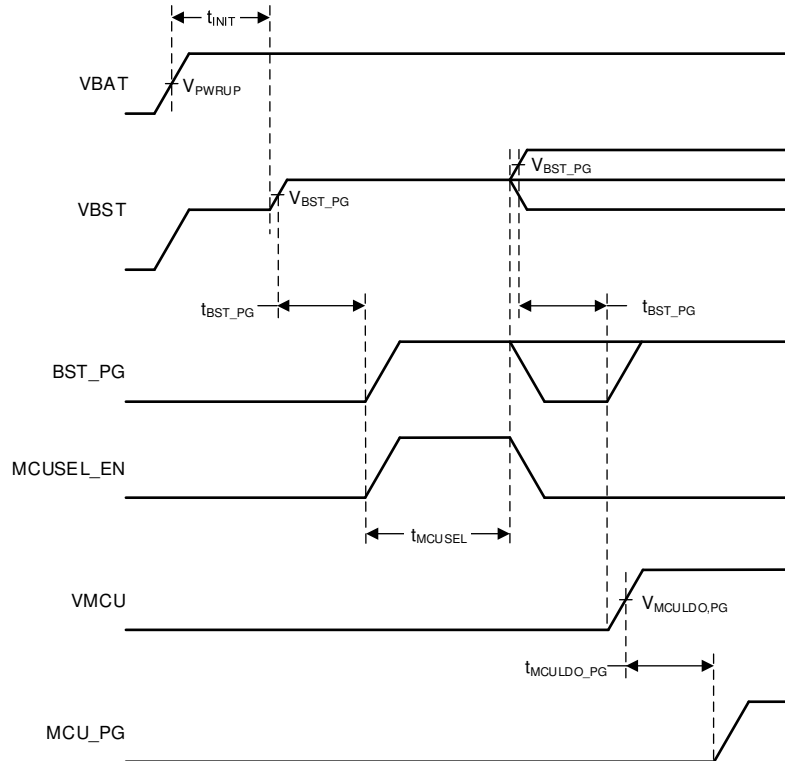 tINIT
VBAT
VPWRUP
VBST_PG
VBST
VBST_PG
tBST_PG
tBST_PG
BST_PG
MCUSEL_EN
tMCUSEL
VMCU
VMCULDO,PG
tMCULDO_PG
MCU_PG